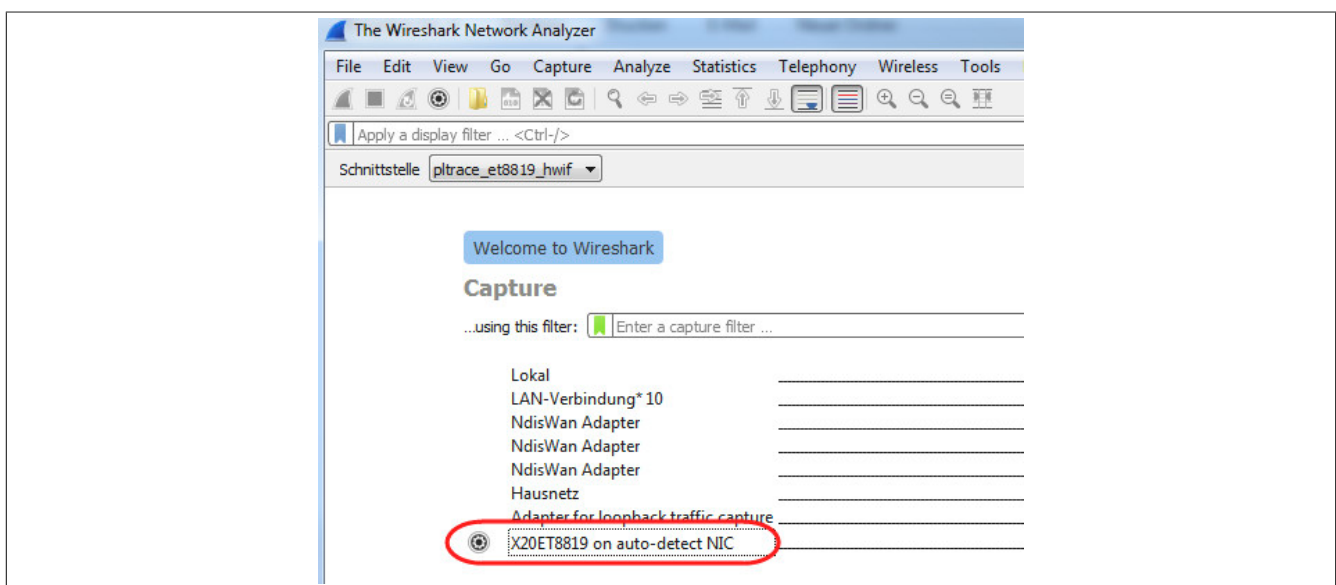 The Wireshark Network Analyzer
File Edit View Go Capture Analyze Statistics Telephony Wireless Tools
Apply a display filter ... <Ctrl-/>
Schnittstelle pltrace_et8819_hwif
Welcome to Wireshark
Capture
...using this filter: Enter a capture filter ...
Lokal
LAN-Verbindung* 10
NdisWan Adapter
NdisWan Adapter
NdisWan Adapter
Hausnetz
Adapter for loopback traffic capture
X20ET8819 on auto-detect NIC